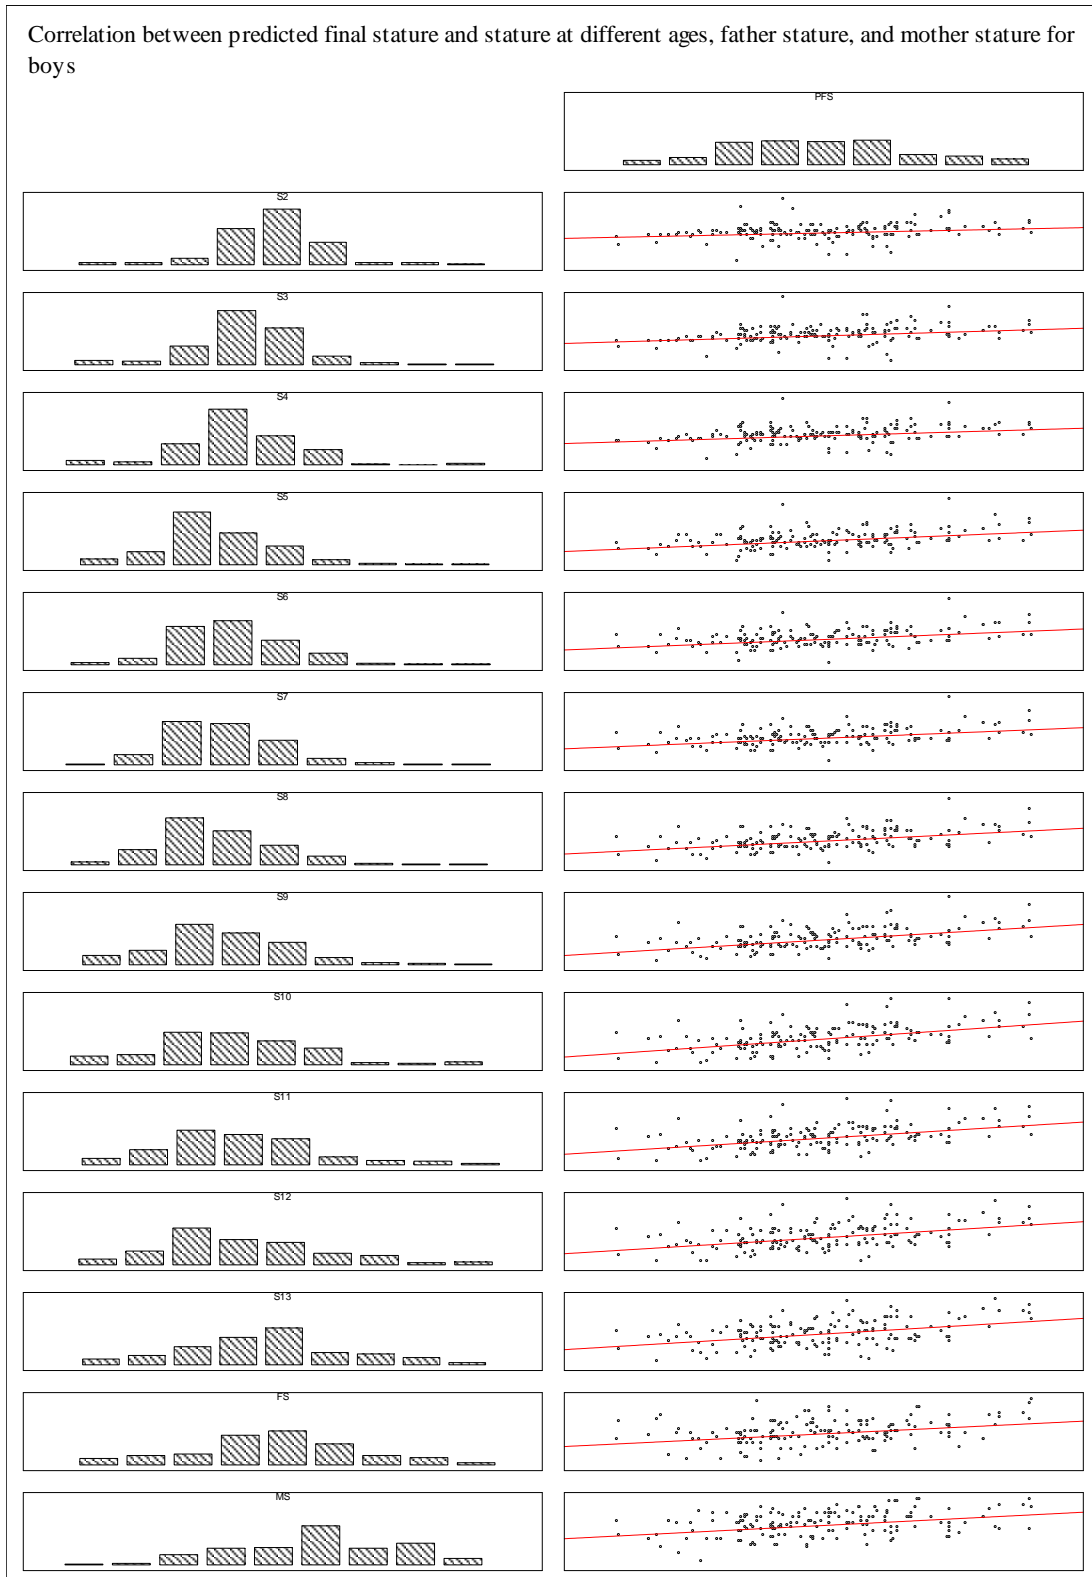 Correlation between predicted final stature and stature at different ages, father stature, and mother stature for
boys
PFS
S2
S3
S4
S5
S6
S7
S8
S9
S10
S11
S12
S13
FS
MS